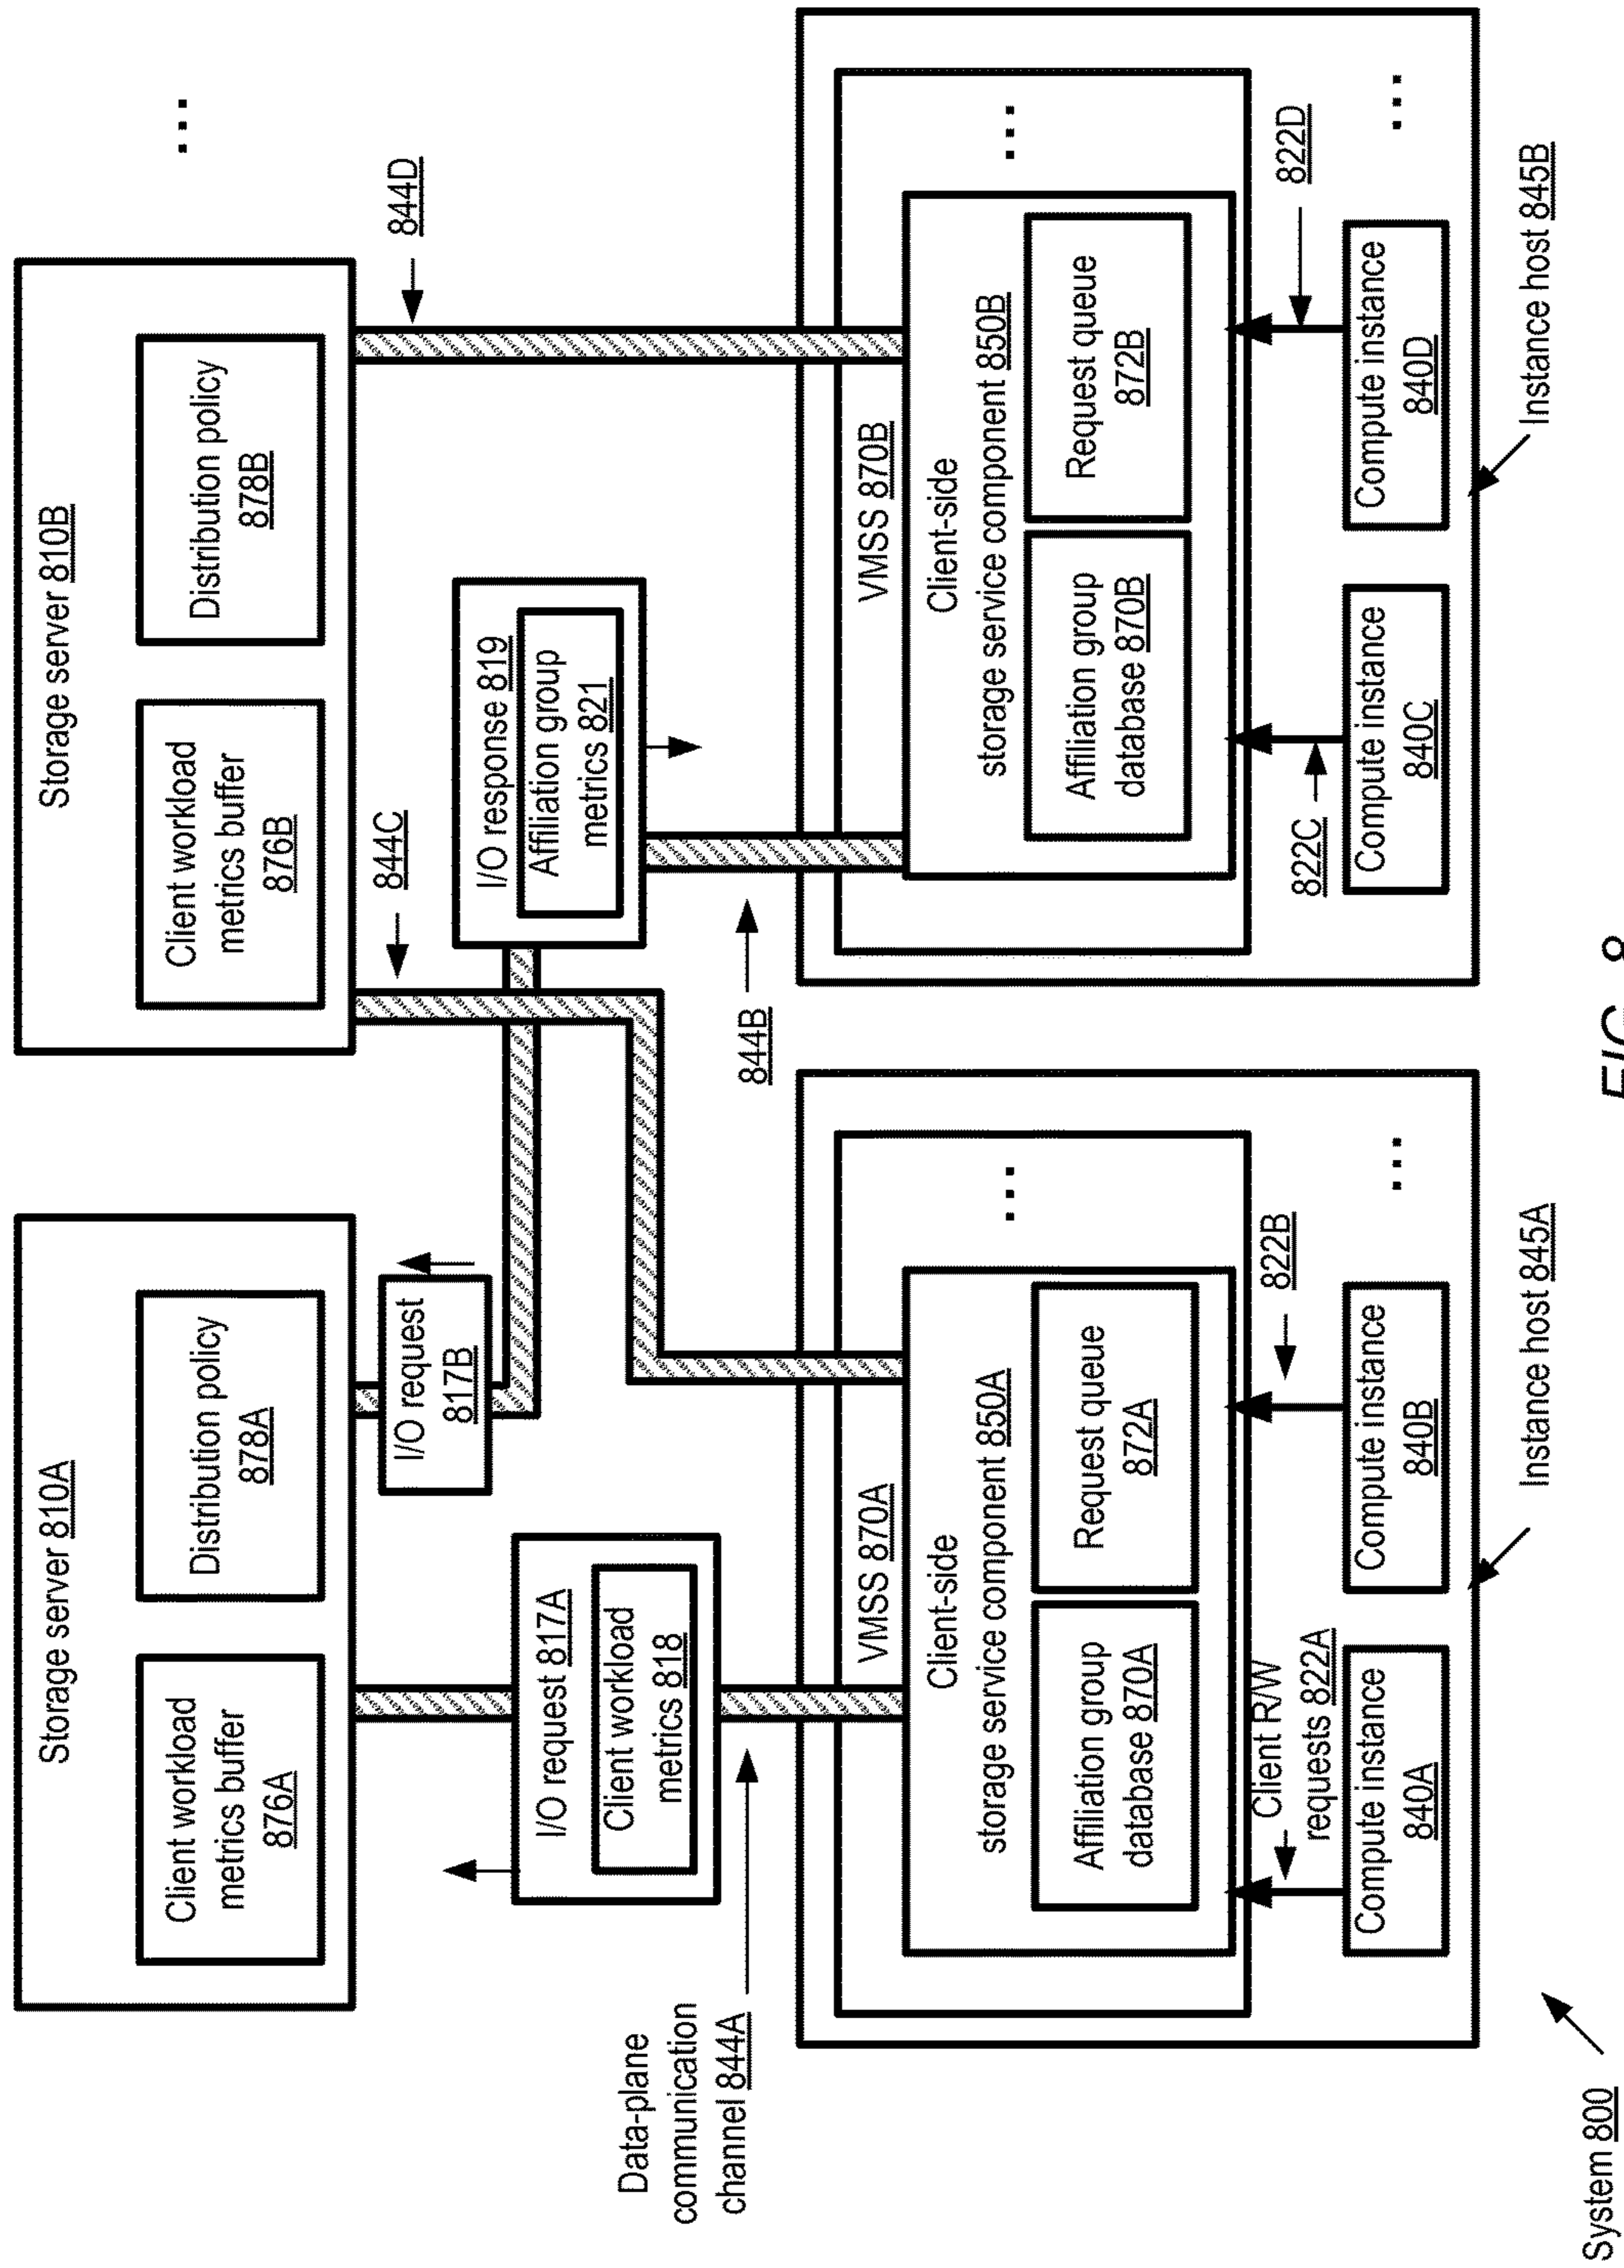 Storage server 810A
Client workload
metrics buffer
876A
Distribution policy
878A
Storage server 810B
Client workload
metrics buffer
876B
Distribution policy
878B
...
I/O request
817B
844C
844D
I/O request 817A
Client workload
metrics 818
I/O response 819
Affiliation group
metrics 821
Data-plane
communication
channel 844A
844B
VMSS 870A
Client-side
storage service component 850A
Affiliation group
database 870A
Request queue
872A
...
VMSS 870B
Client-side
storage service component 850B
Affiliation group
database 870B
Request queue
872B
...
Client R/W
requests 822A
822B
822C
822D
Compute instance
840A
Compute instance
840B
...
Compute instance
840C
Compute instance
840D
...
Instance host 845A
Instance host 845B
System 800
FIG. 8